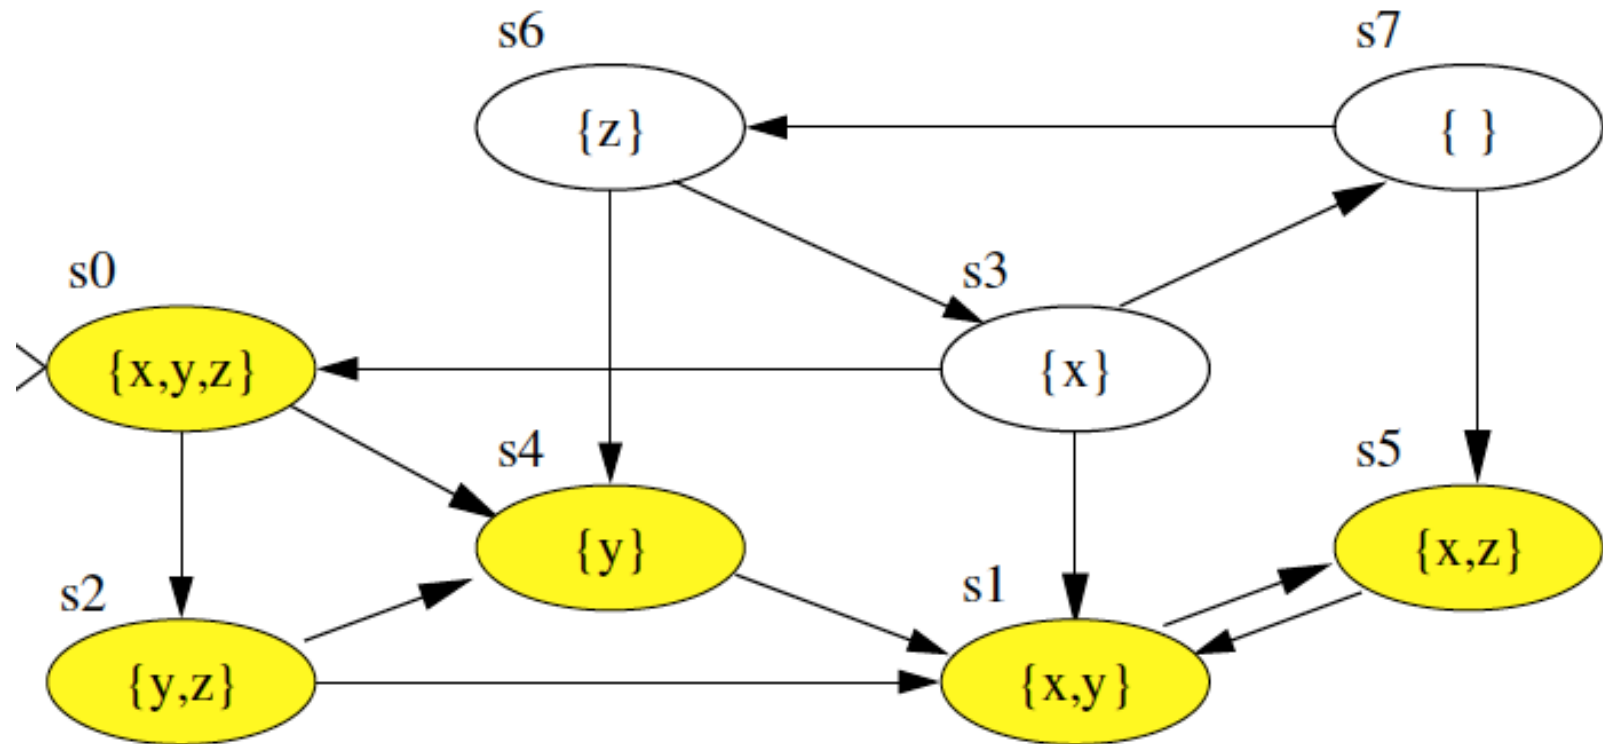 s6
s7
{z}
{ }
s0
s3
{x,y,z}
{x}
s4
s5
{y}
{x,z}
s2
s1
{y,z}
{x,y}